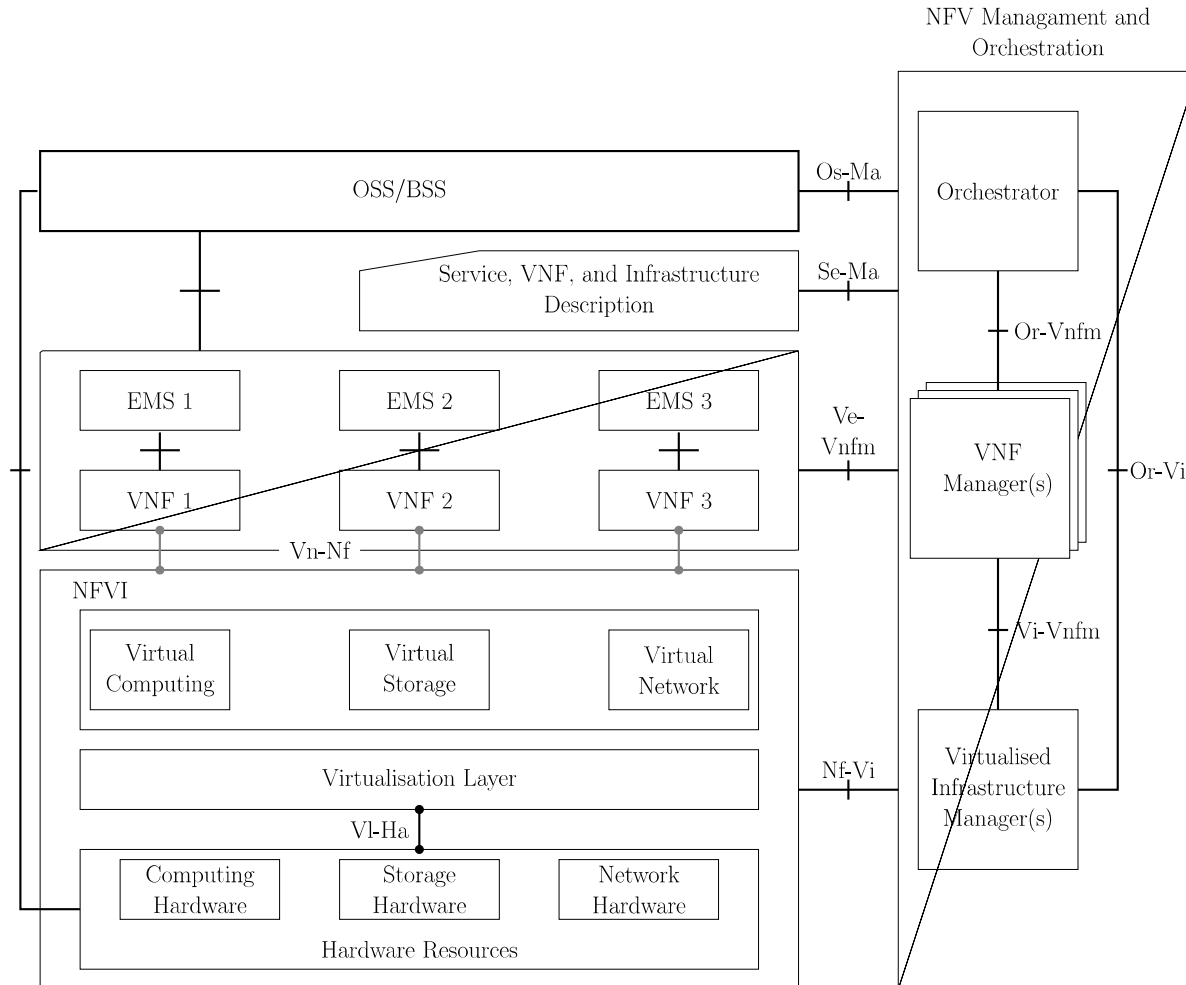 NFV Managament and
Orchestration
OSS/BSS
Os-Ma
Orchestrator
Service, VNF, and Infrastructure
Description
Se-Ma
Or-Vnfm
EMS 1
EMS 2
EMS 3
Ve-
Vnfm
VNF
Manager(s)
Or-Vi
VNF 1
VNF 2
VNF 3
Vn-Nf
NFVI
Virtual
Computing
Virtual
Storage
Virtual
Network
Vi-Vnfm
Virtualisation Layer
Nf-Vi
Virtualised
Infrastructure
Manager(s)
Vl-Ha
Computing
Hardware
Storage
Hardware
Network
Hardware
Hardware Resources